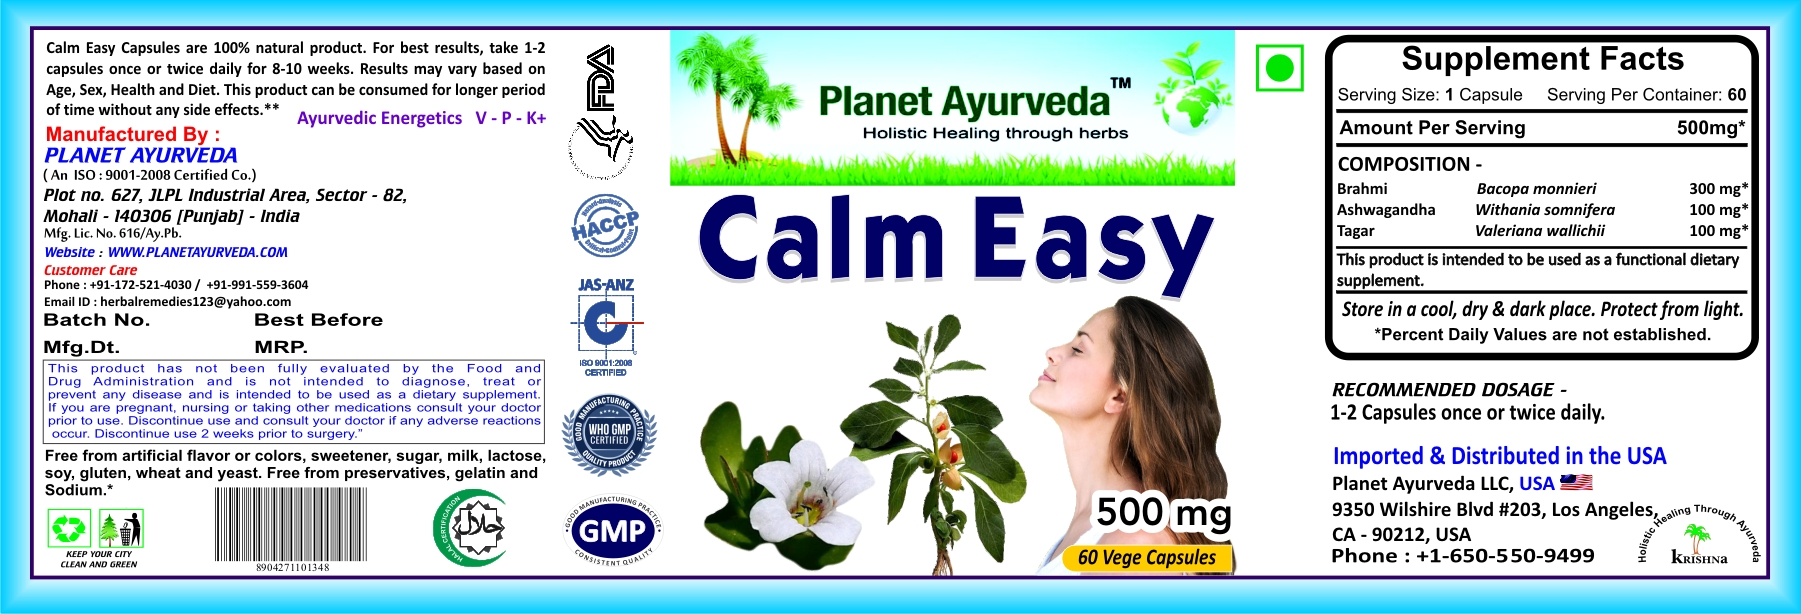 Calm Easy Capsules are 100% natural product. For best results, take 1-2
capsules once or twice daily for 8-10 weeks. Results may vary based on
Age, Sex, Health and Diet. This product can be consumed for longer period
of time without any side effects.**
Ayurvedic Energetics V - P - K+
Manufactured By :
PLANET AYURVEDA
( An ISO : 9001-2008 Certified Co.)
Plot no. 627, JLPL Industrial Area, Sector - 82,
Mohali - 140306 [Punjab] - India
Mfg. Lic. No. 616/Ay.Pb.
Website : WWW.PLANETAYURVEDA.COM
Customer Care
Phone : +91-172-521-4030 / +91-991-559-3604
Email ID : herbalremedies123@yahoo.com
Batch No. Best Before
Mfg.Dt. MRP.
This product has not been fully evaluated by the Food and
Drug Administration and is not intended to diagnose, treat or
prevent any disease and is intended to be used as a dietary supplement.
If you are pregnant, nursing or taking other medications consult your doctor
prior to use. Discontinue use and consult your doctor if any adverse reactions
occur. Discontinue use 2 weeks prior to surgery.”
Free from artificial flavor or colors, sweetener, sugar, milk, lactose,
soy, gluten, wheat and yeast. Free from preservatives, gelatin and
Sodium.*
KEEP YOUR CITY
CLEAN AND GREEN
8904271101348
HALAL CERTIFICATION
حلال
FDA
HACCP
JAS-ANZ
C
ISO 9001:2008
CERTIFIED
GOOD MANUFACTURING PRACTICE
WHO GMP
CERTIFIED
QUALITY PRODUCT
GOOD MANUFACTURING PRACTICE
GMP
CONSISTENT QUALITY
Planet Ayurveda™
Holistic Healing through herbs
Calm Easy
500 mg
60 Vege Capsules
Supplement Facts
Serving Size: 1 Capsule Serving Per Container: 60
Amount Per Serving 500mg*
COMPOSITION -
Brahmi Bacopa monnieri 300 mg*
Ashwagandha Withania somnifera 100 mg*
Tagar Valeriana wallichii 100 mg*
This product is intended to be used as a functional dietary
supplement.
Store in a cool, dry & dark place. Protect from light.
*Percent Daily Values are not established.
RECOMMENDED DOSAGE -
1-2 Capsules once or twice daily.
Imported & Distributed in the USA
Planet Ayurveda LLC, USA
9350 Wilshire Blvd #203, Los Angeles,
CA - 90212, USA
Phone : +1-650-550-9499
Holistic Healing Through Ayurveda
KRISHNa